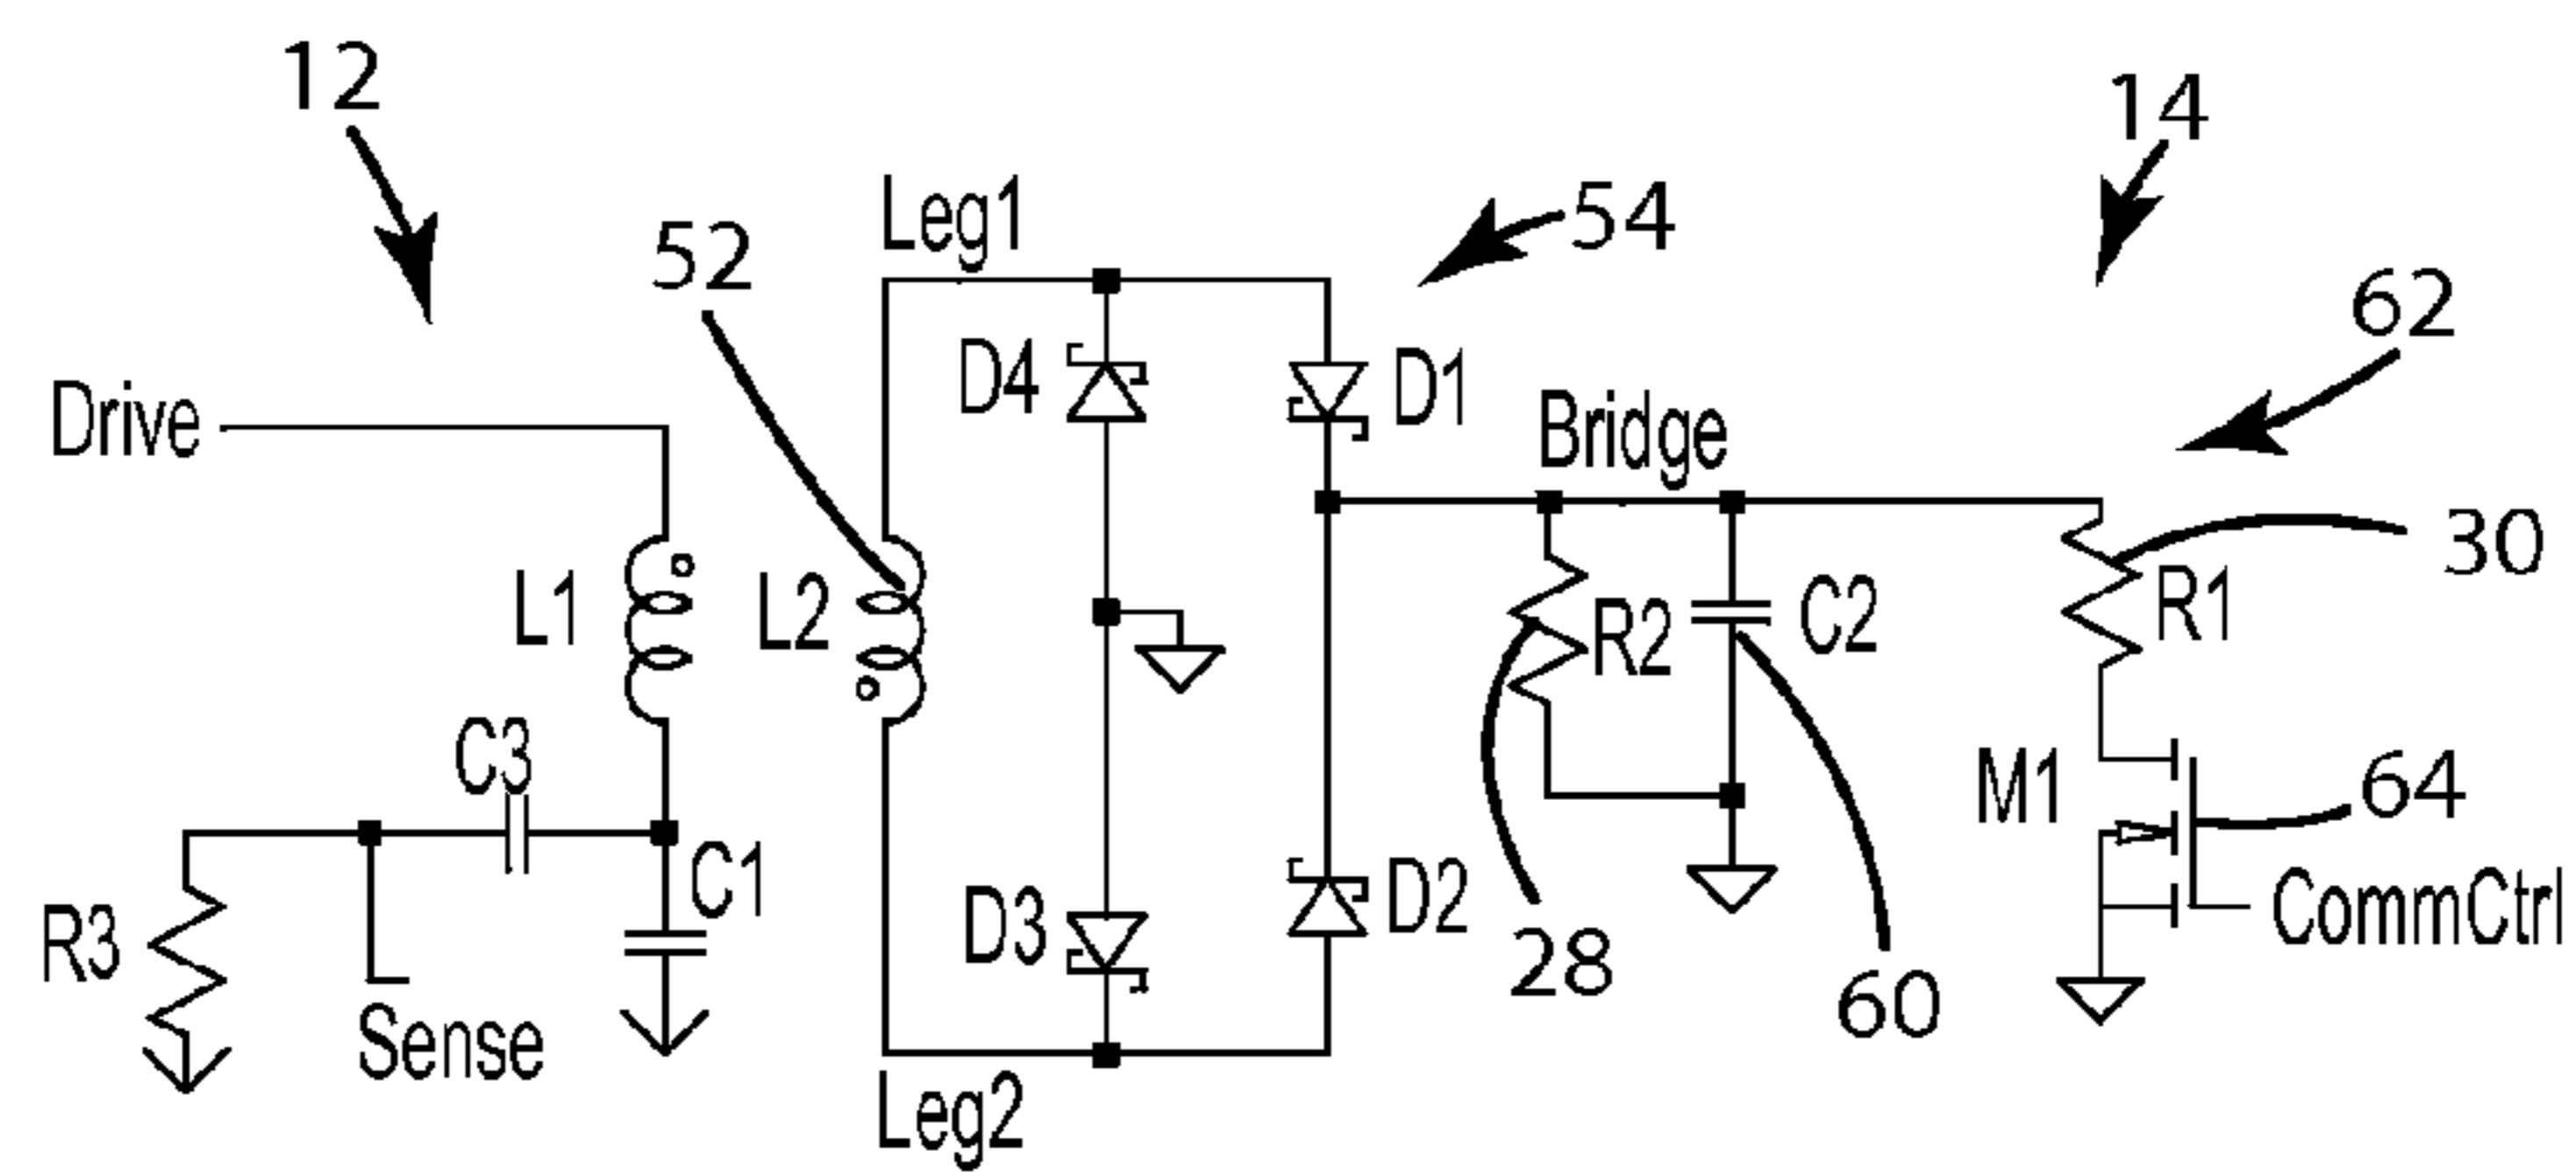 12
14
Leg1
54
52
62
D4
D1
Drive
Bridge
30
L1
L2
R2
C2
R1
C3
M1
64
C1
R3
D3
D2
CommCtrl
28
60
Sense
Leg2